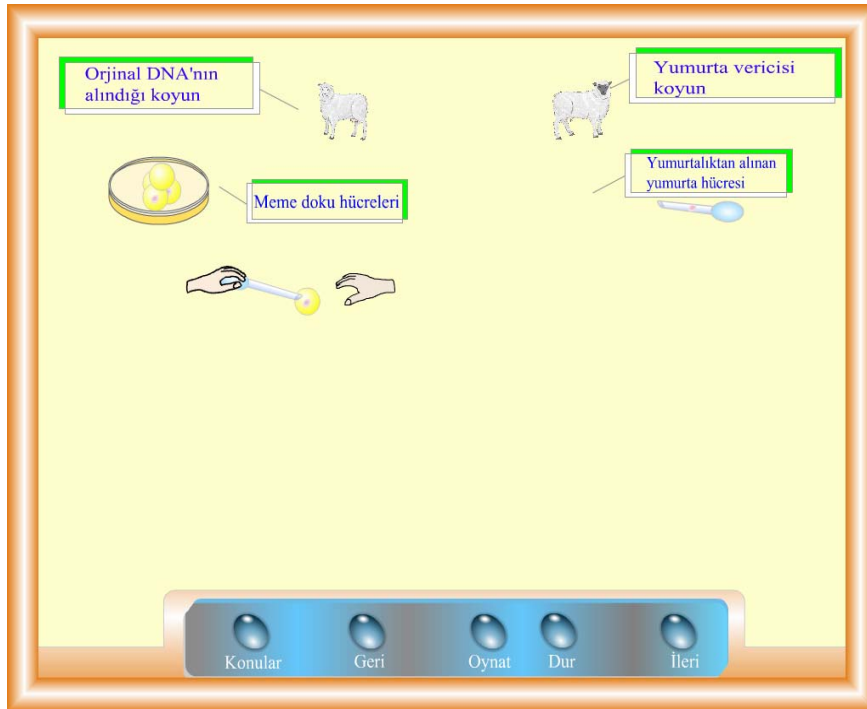 Orjinal DNA'nın
alındığı koyun
Yumurta vericisi
koyun
Meme doku hücreleri
Yumurtalıktan alınan
yumurta hücresi
Konular
Geri
Oynat
Dur
İleri